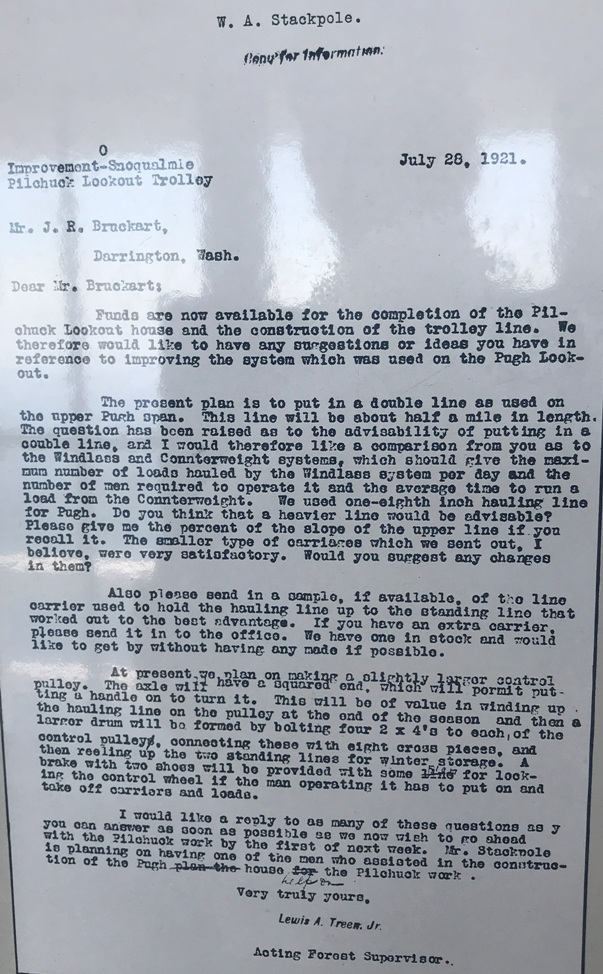 W. A. Stackpole.
Copy for Information.
O
Improvement-Snoqualmie
Pilchuck Lookout Trolley
July 28, 1921.
Mr. J. R. Bruckart,
Darrington, Wash.
Dear Mr. Bruckart:
Funds are now available for the completion of the Pil-
chuck Lookout house and the construction of the trolley line. We
therefore would like to have any suggestions or ideas you have in
reference to improving the system which was used on the Pugh Look-
out.
The present plan is to put in a double line as used on
the upper Pugh span. This line will be about half a mile in length.
The question has been raised as to the advisability of putting in a
double line, and I would therefore like a comparison from you as to
the Windlass and Connterweight systems, which should give the maxi-
mum number of loads hauled by the Windlass system per day and the
number of men required to operate it and the average time to run a
load from the Connterweight. We used one-eighth inch hauling line
for Pugh. Do you think that a heavier line would be advisable?
Please give me the percent of the slope of the upper line if you
recall it. The smaller type of carriages which we sent out, I
believe, were very satisfactory. Would you suggest any changes
in them?
Also please send in a sample, if available, of the line
carrier used to hold the hauling line up to the standing line that
worked out to the best advantage. If you have an extra carrier,
please send it in to the office. We have one in stock and would
like to get by without having any made if possible.
At present we plan on making a slightly larger control
pulley. The axle will have a squared end, which will permit put-
ting a handle on to turn it. This will be of value in winding up
the hauling line on the pulley at the end of the season and then a
larger drum will be formed by bolting four 2 x 4's to each, of the
control pulleys, connecting these with eight cross pieces, and
then reeling up the two standing lines for winter storage. A
brake with two shoes will be provided with some for lock-
ing the control wheel if the man operating it has to put on and
take off carriers and loads.
I would like a reply to as many of these questions as y
you can answer as soon as possible as we now wish to go ahead
with the Pilchuck work by the first of next week. Mr. Stackpole
is planning on having one of the men who assisted in the construc-
tion of the Pugh plan the house for the Pilchuck work .
help on
Very truly yours,
Lewis A. Treen, Jr.
Acting Forest Supervisor..